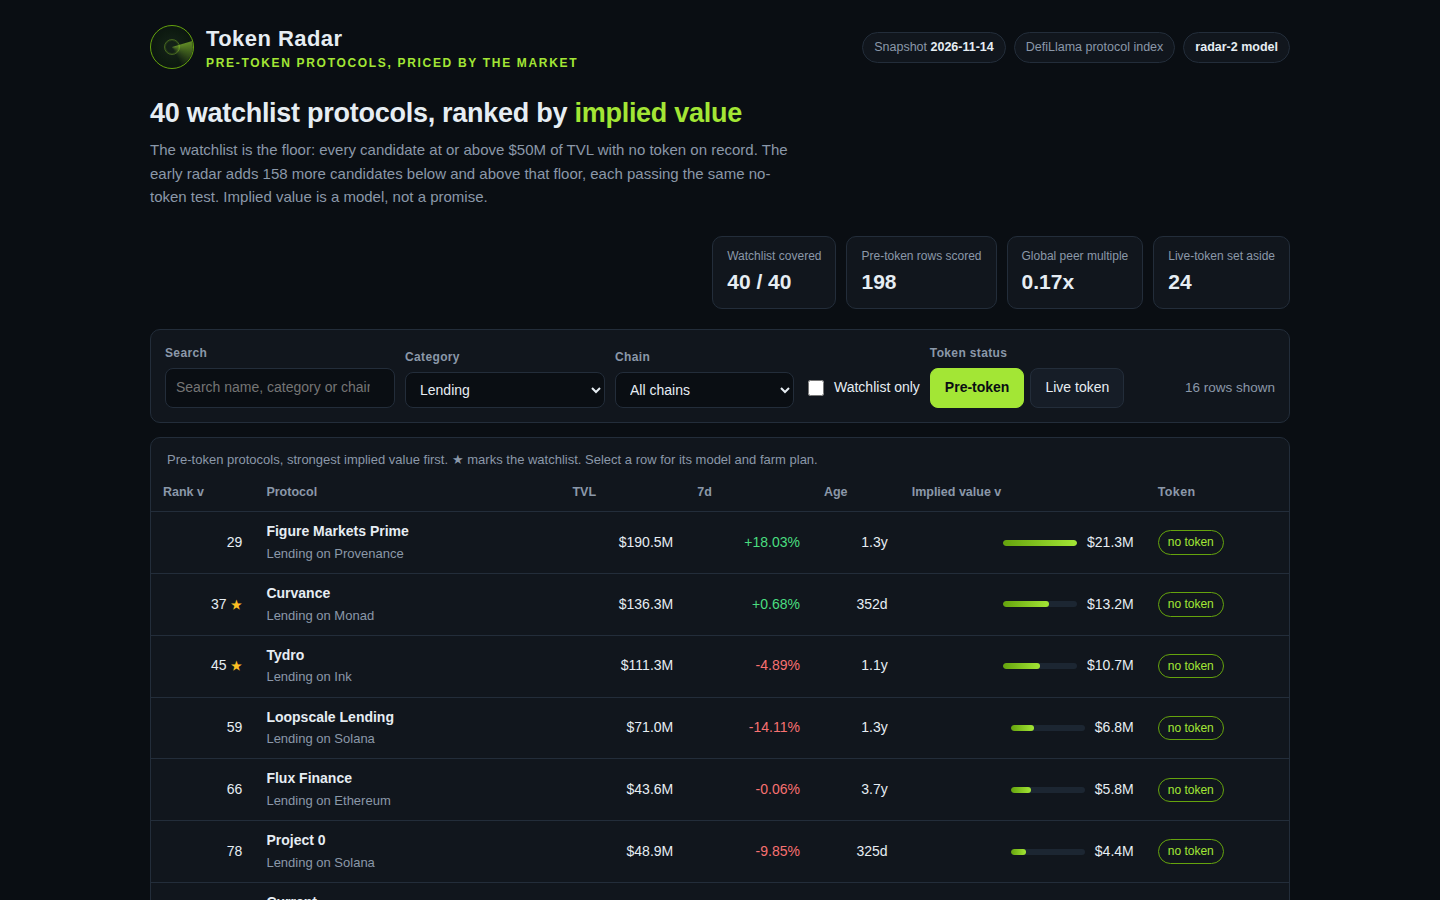 Token Radar
PRE-TOKEN PROTOCOLS, PRICED BY THE MARKET
Snapshot 2026-11-14
DefiLlama protocol index
radar-2 model
40 watchlist protocols, ranked by implied value
The watchlist is the floor: every candidate at or above $50M of TVL with no token on record. The
early radar adds 158 more candidates below and above that floor, each passing the same no-
token test. Implied value is a model, not a promise.
Watchlist covered
40 / 40
Pre-token rows scored
198
Global peer multiple
0.17x
Live-token set aside
24
Search
Search name, category or chair
Category
Lending
Chain
All chains
Watchlist only
Token status
Pre-token
Live token
16 rows shown
Pre-token protocols, strongest implied value first. ★ marks the watchlist. Select a row for its model and farm plan.
Rank v Protocol TVL 7d Age Implied value v Token
29 Figure Markets Prime $190.5M +18.03% 1.3y $21.3M no token
Lending on Provenance
37 ★ Curvance $136.3M +0.68% 352d $13.2M no token
Lending on Monad
45 ★ Tydro $111.3M -4.89% 1.1y $10.7M no token
Lending on Ink
59 Loopscale Lending $71.0M -14.11% 1.3y $6.8M no token
Lending on Solana
66 Flux Finance $43.6M -0.06% 3.7y $5.8M no token
Lending on Ethereum
78 Project 0 $48.9M -9.85% 325d $4.4M no token
Lending on Solana